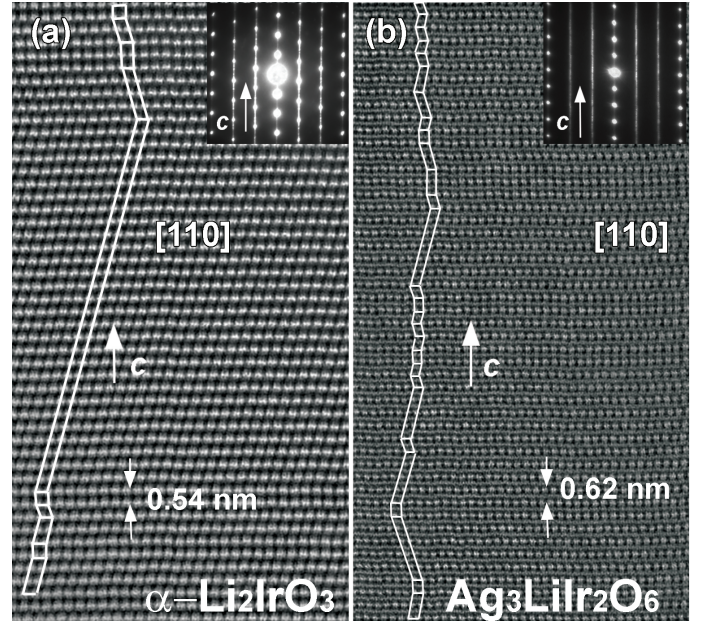 (a)
c
[110]
c
0.54 nm
α–Li₂IrO₃
(b)
c
[110]
c
0.62 nm
Ag₃LiIr₂O₆